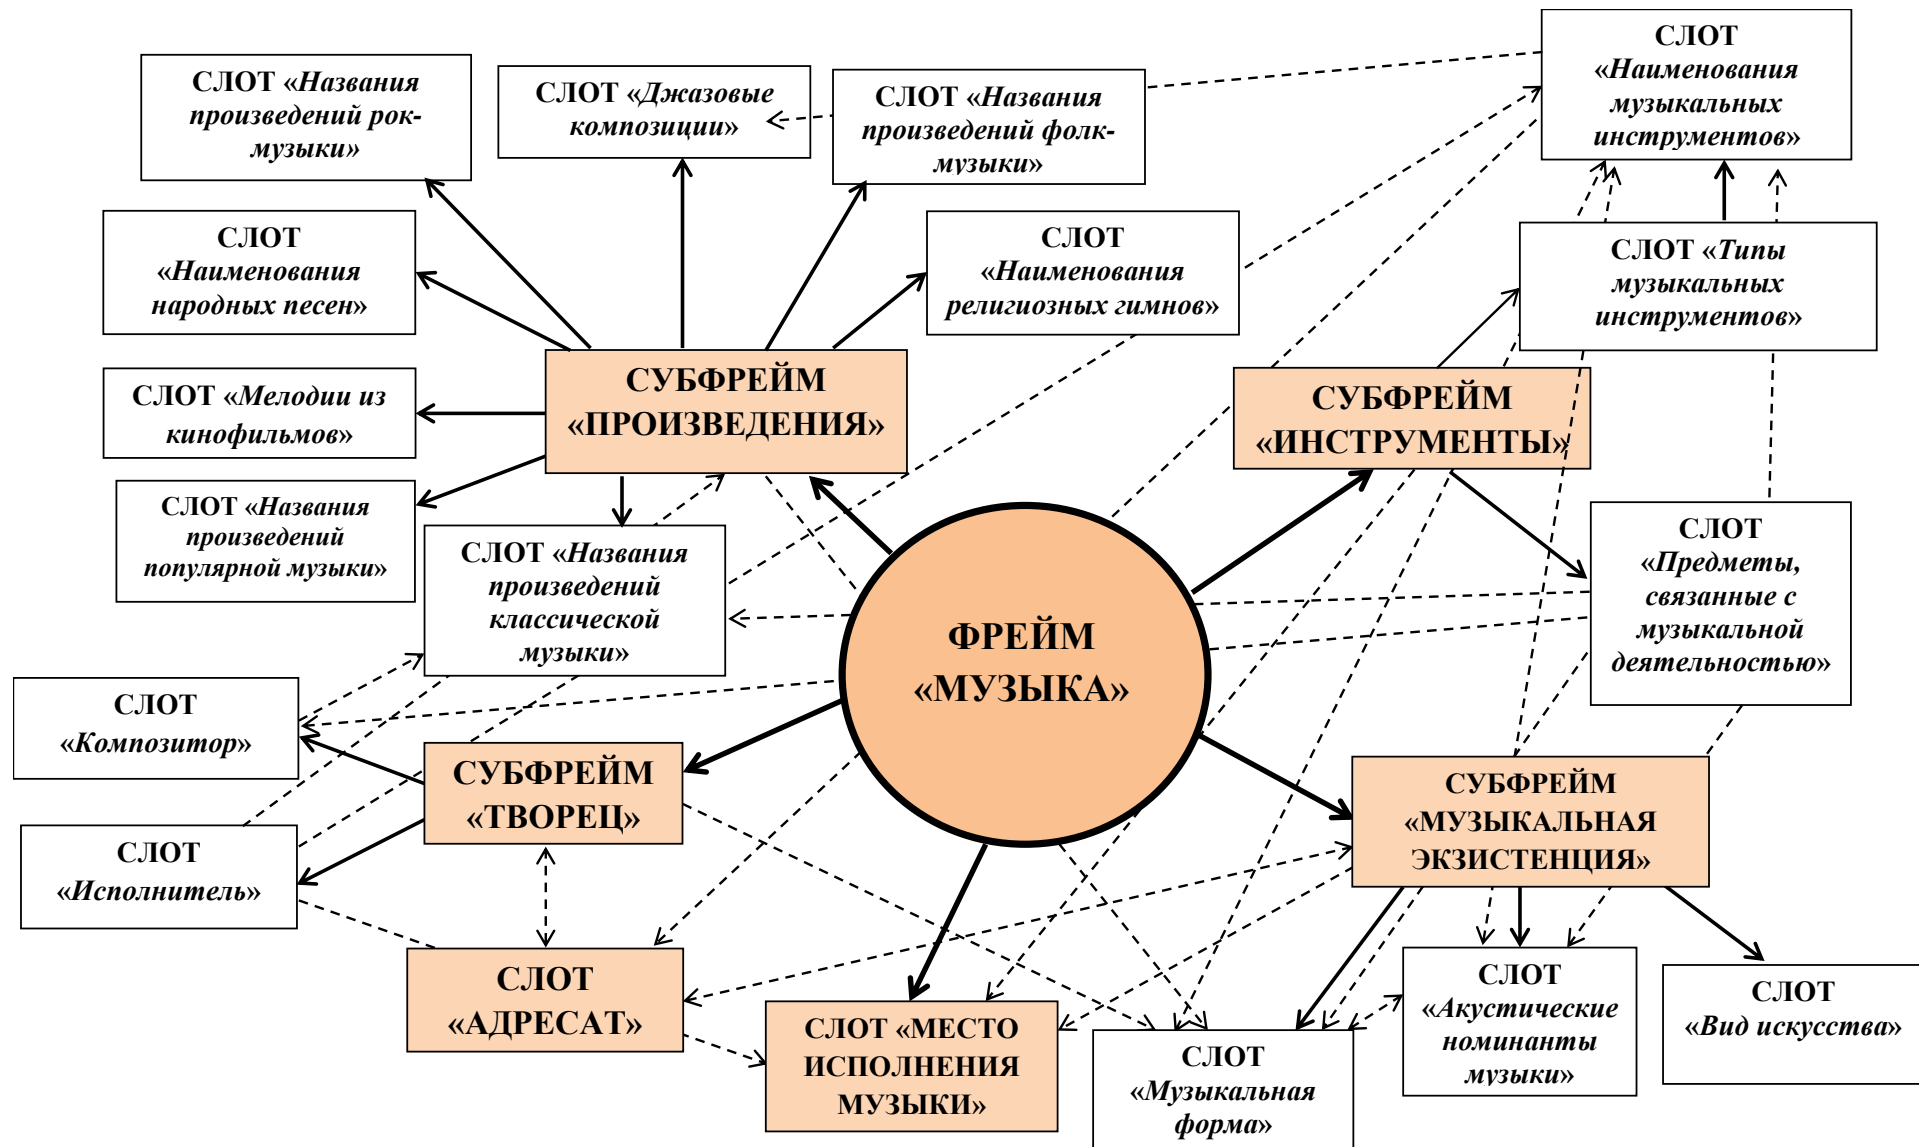 СЛОТ «Названия
произведений рок-
музыки»
СЛОТ «Джазовые
композиции»
СЛОТ «Названия
произведений фолк-
музыки»
СЛОТ
«Наименования
музыкальных
инструментов»
СЛОТ
«Наименования
народных песен»
СЛОТ
«Наименования
религиозных гимнов»
СЛОТ «Типы
музыкальных
инструментов»
СУБФРЕЙМ
«ПРОИЗВЕДЕНИЯ»
СУБФРЕЙМ
«ИНСТРУМЕНТЫ»
СЛОТ «Мелодии из
кинофильмов»
СЛОТ «Названия
произведений
популярной музыки»
СЛОТ «Названия
произведений
классической
музыки»
СЛОТ
«Предметы,
связанные с
музыкальной
деятельностью»
ФРЕЙМ
«МУЗЫКА»
СЛОТ
«Композитор»
СУБФРЕЙМ
«ТВОРЕЦ»
СУБФРЕЙМ
«МУЗЫКАЛЬНАЯ
ЭКЗИСТЕНЦИЯ»
СЛОТ
«Исполнитель»
СЛОТ
«АДРЕСАТ»
СЛОТ «МЕСТО
ИСПОЛНЕНИЯ
МУЗЫКИ»
СЛОТ
«Музыкальная
форма»
СЛОТ
«Акустические
номинанты
музыки»
СЛОТ
«Вид искусства»